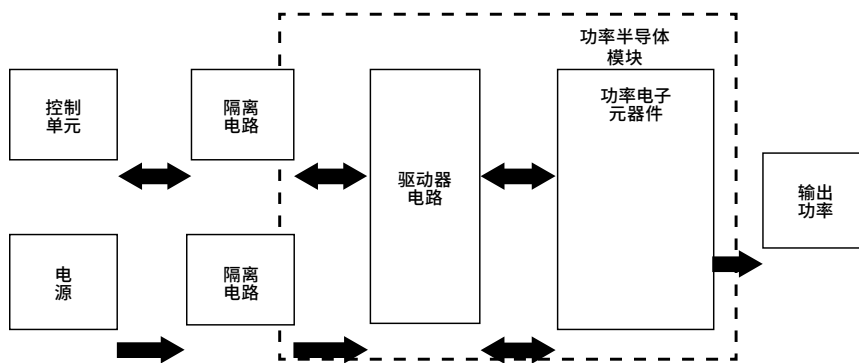 功率半导体
模块
控制
单元
隔离
电路
驱动器
电路
功率电子
元器件
输出
功率
电
源
隔离
电路